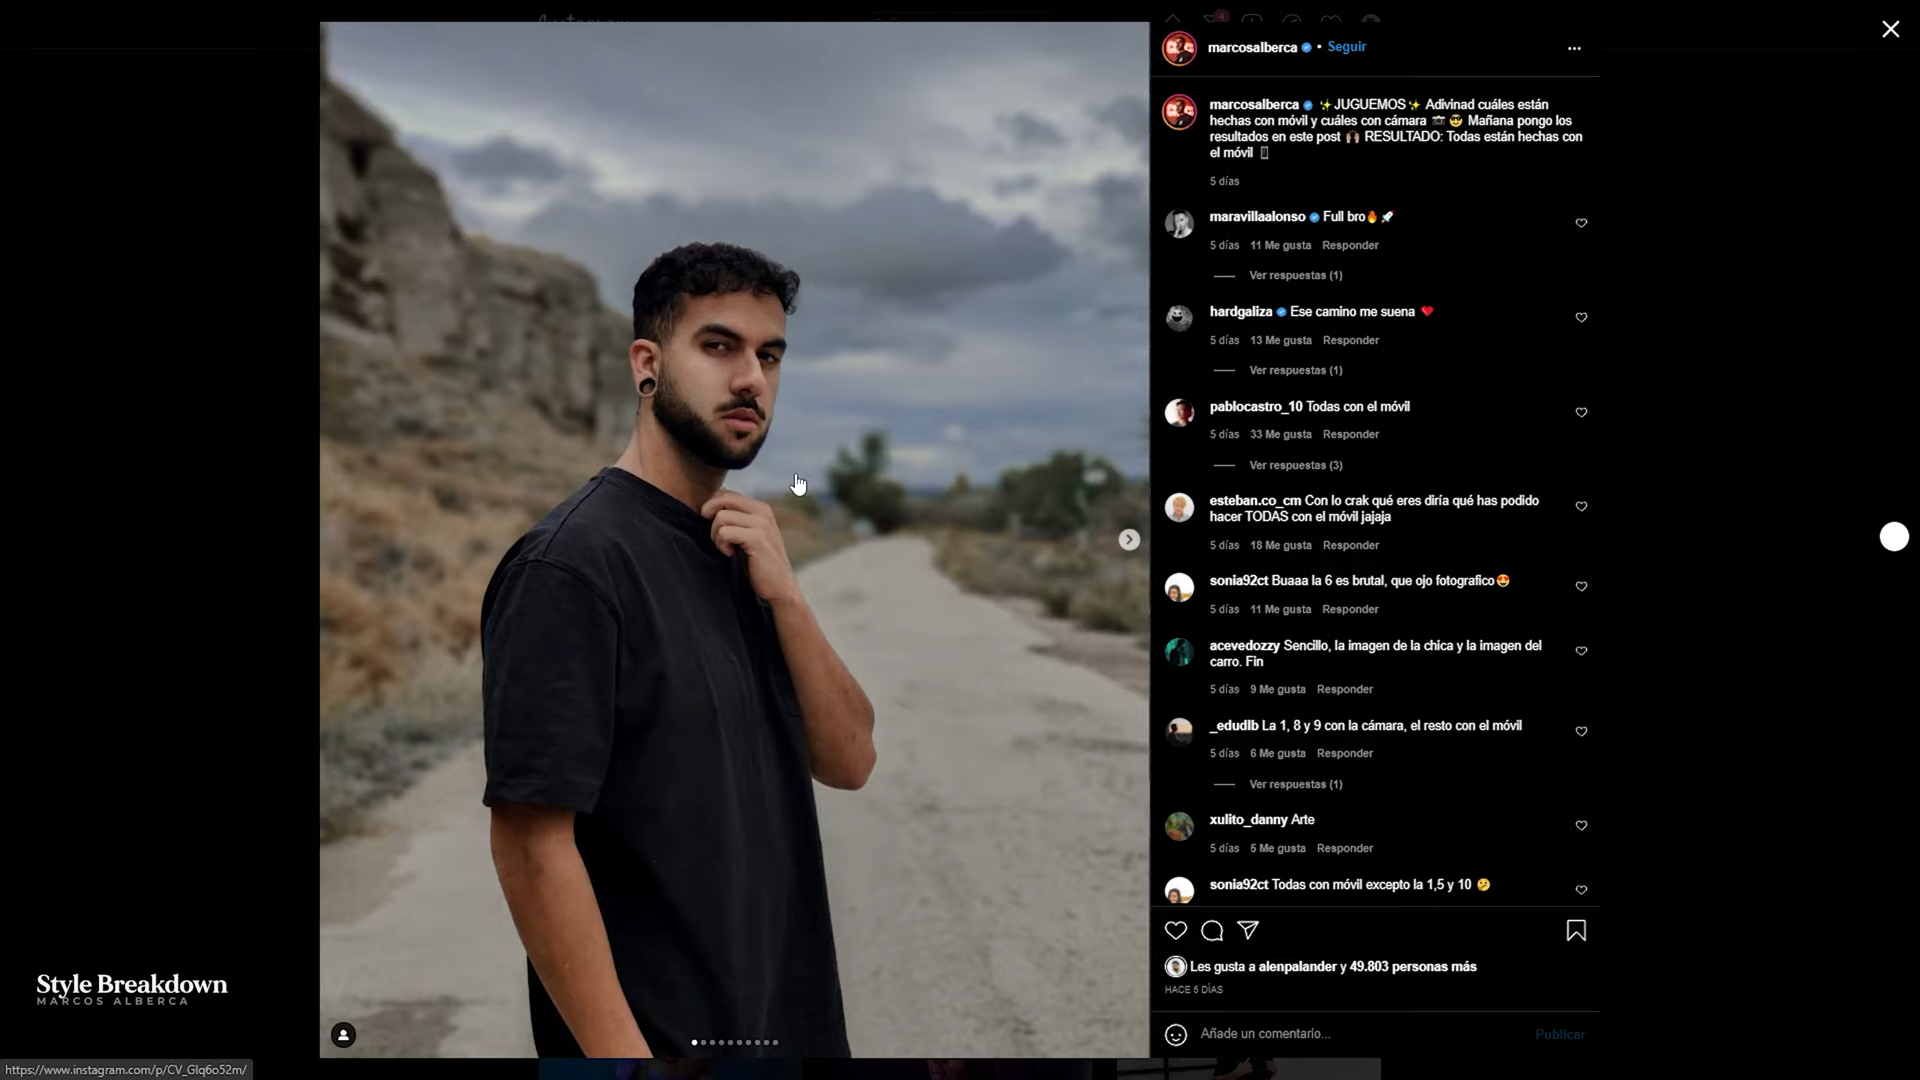 marcosalberca • Seguir
marcosalberca ✨JUGUEMOS✨ Adivinad cuáles están
hechas con móvil y cuáles con cámara 📷 😎 Mañana pongo los
resultados en este post 🙌🏼 RESULTADO: Todas están hechas con
el móvil 📱
5 días
maravillaalonso Full bro🔥🚀
5 días 11 Me gusta Responder
Ver respuestas (1)
hardgaliza Ese camino me suena ❤️
5 días 13 Me gusta Responder
Ver respuestas (1)
pablocastro_10 Todas con el móvil
5 días 33 Me gusta Responder
Ver respuestas (3)
esteban.co_cm Con lo crak qué eres diría qué has podido
hacer TODAS con el móvil jajaja
5 días 18 Me gusta Responder
sonia92ct Buaaa la 6 es brutal, que ojo fotografico😍
5 días 11 Me gusta Responder
acevedozzy Sencillo, la imagen de la chica y la imagen del
carro. Fin
5 días 9 Me gusta Responder
_edudlb La 1, 8 y 9 con la cámara, el resto con el móvil
5 días 6 Me gusta Responder
Ver respuestas (1)
xulito_danny Arte
5 días 5 Me gusta Responder
sonia92ct Todas con móvil excepto la 1,5 y 10 🤔
Les gusta a alenpalander y 49.803 personas más
HACE 5 DÍAS
Añade un comentario...
Publicar
Style Breakdown
MARCOS ALBERCA
https://www.instagram.com/p/CV_Glq6o52m/